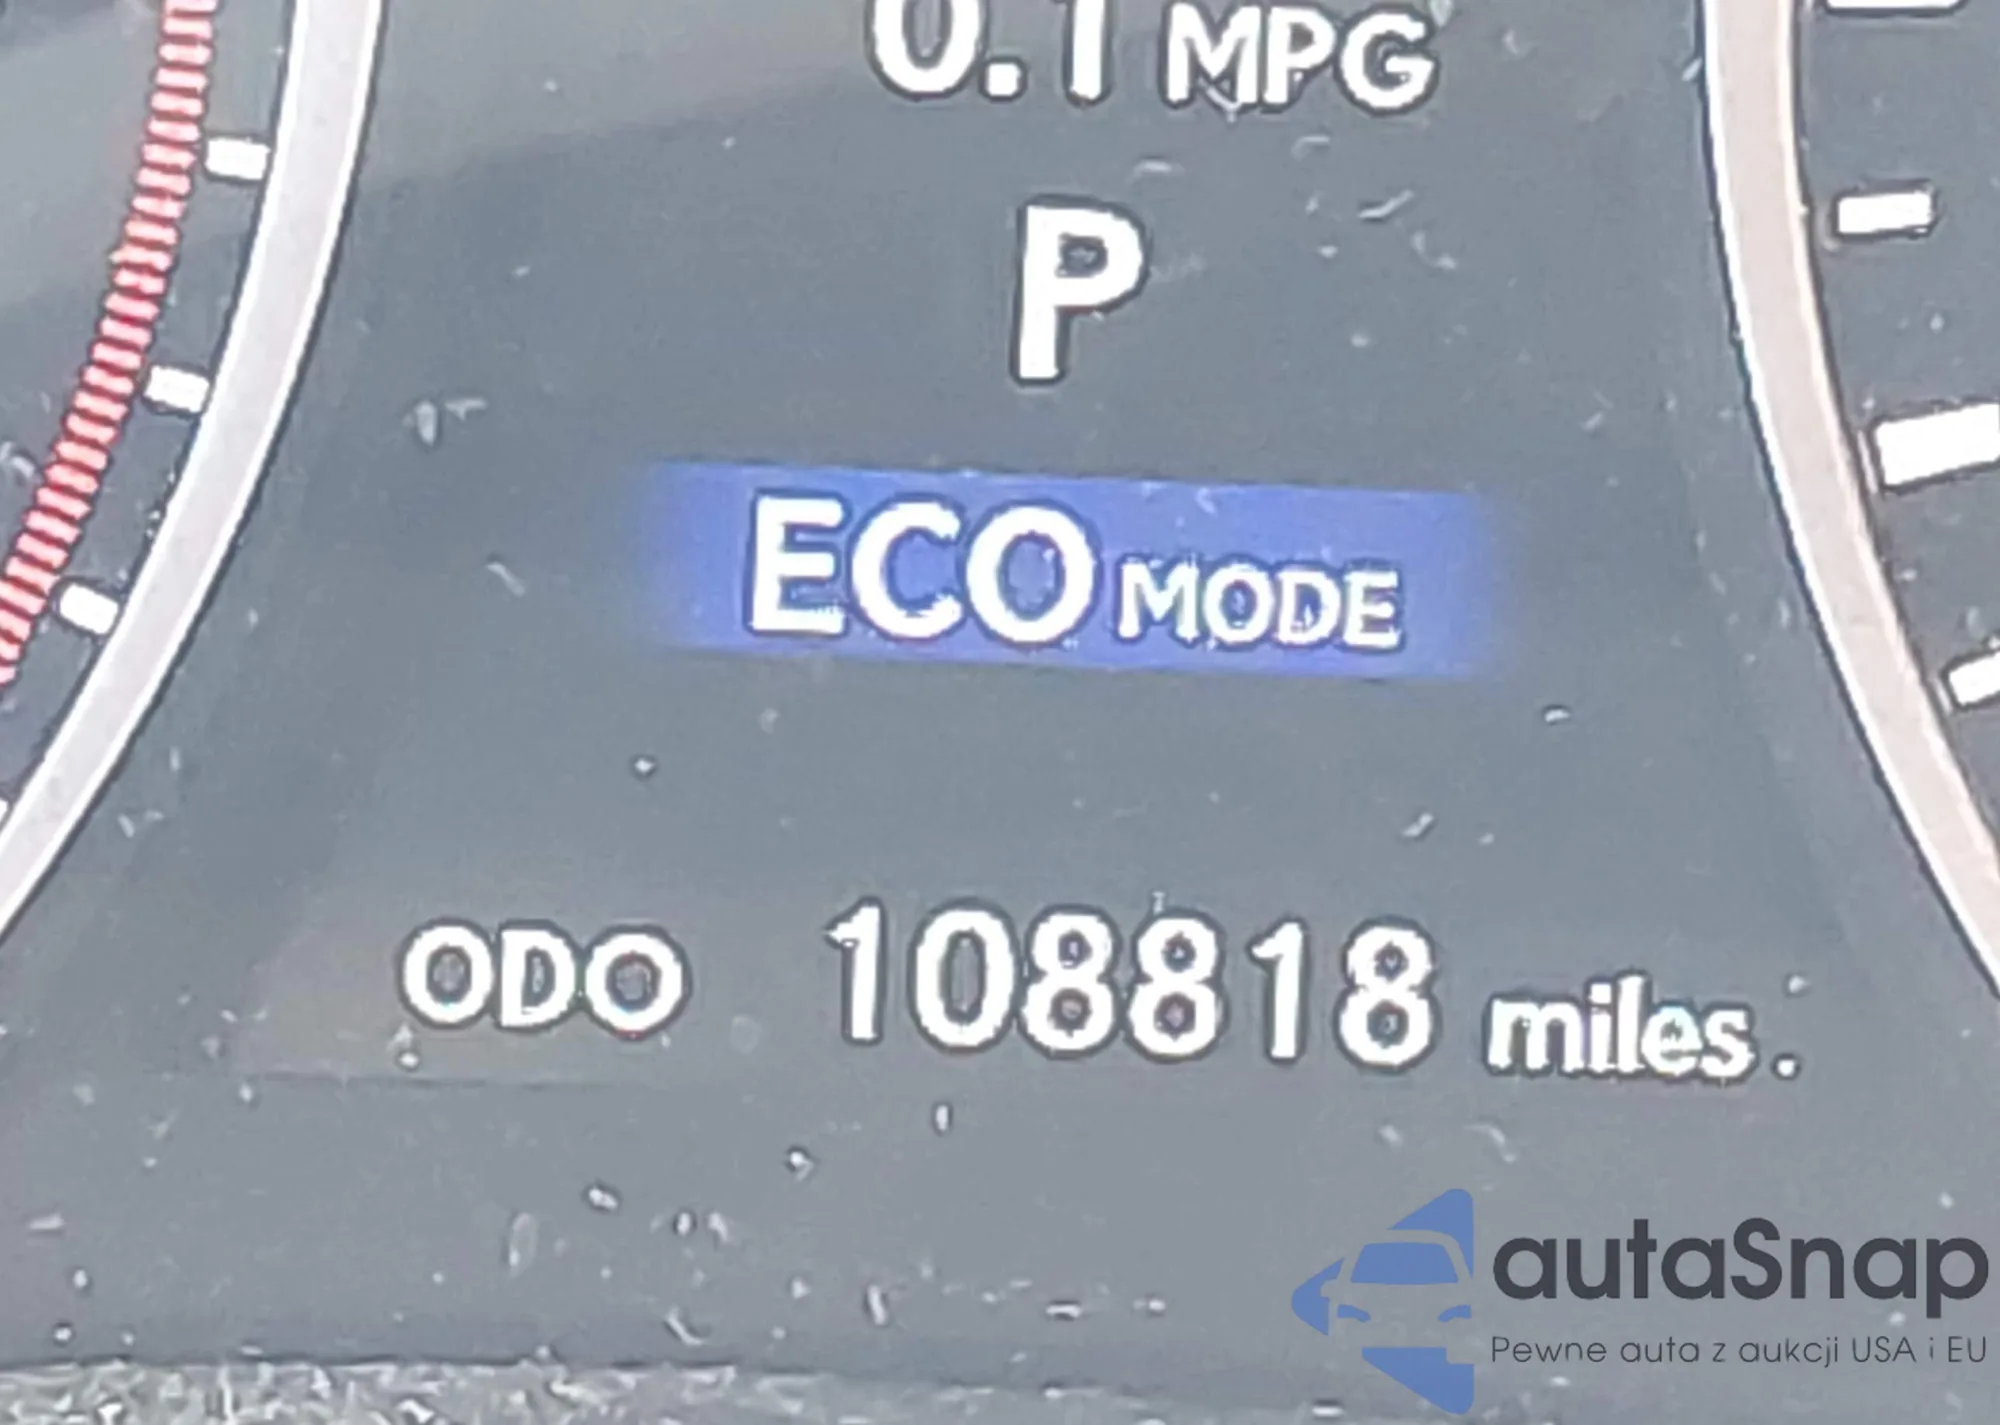 0.1 MPG
P
ECO MODE
ODO 108818 miles.
autaSnap
Pewne auta z aukcji USA i EU